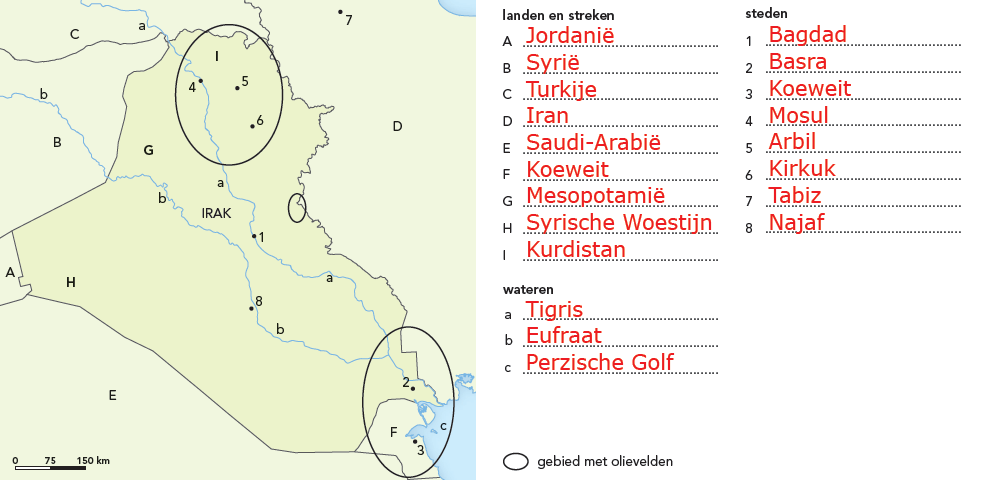 7
a
C
I
4
5
b
6
D
B
G
a
b
IRAK
1
A
H
a
8
b
2
E
c
F
3
0 75 150 km
landen en streken
A Jordanië
B Syrië
C Turkije
D Iran
E Saudi-Arabië
F Koeweit
G Mesopotamië
H Syrische Woestijn
I Kurdistan
wateren
a Tigris
b Eufraat
c Perzische Golf
steden
1 Bagdad
2 Basra
3 Koeweit
4 Mosul
5 Arbil
6 Kirkuk
7 Tabiz
8 Najaf
gebied met olievelden